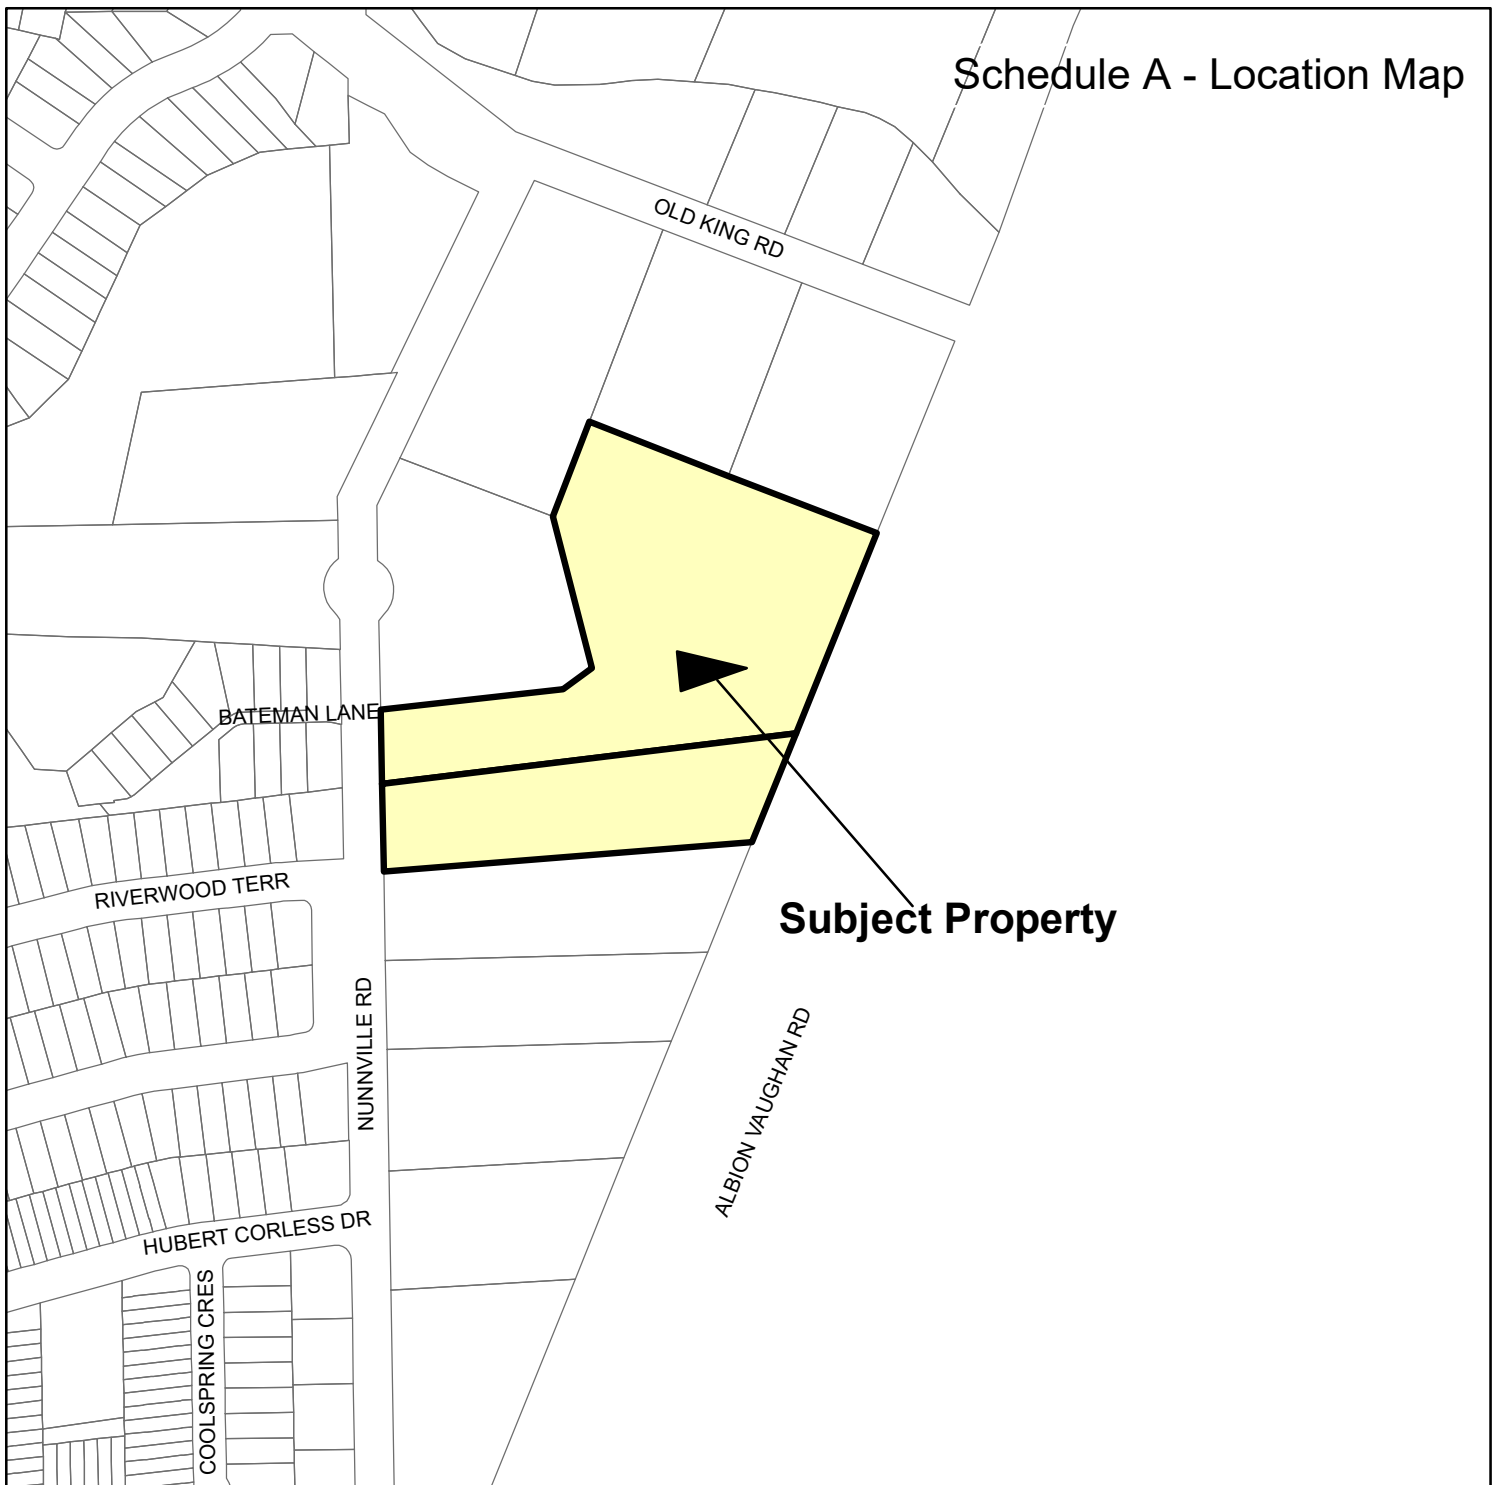 Schedule A - Location Map
OLD KING RD
BATEMAN LANE
RIVERWOOD TERR
Subject Property
NUNNVILLE RD
ALBION VAUGHAN RD
HUBERT CORLESS DR
COOLSPRING CRES